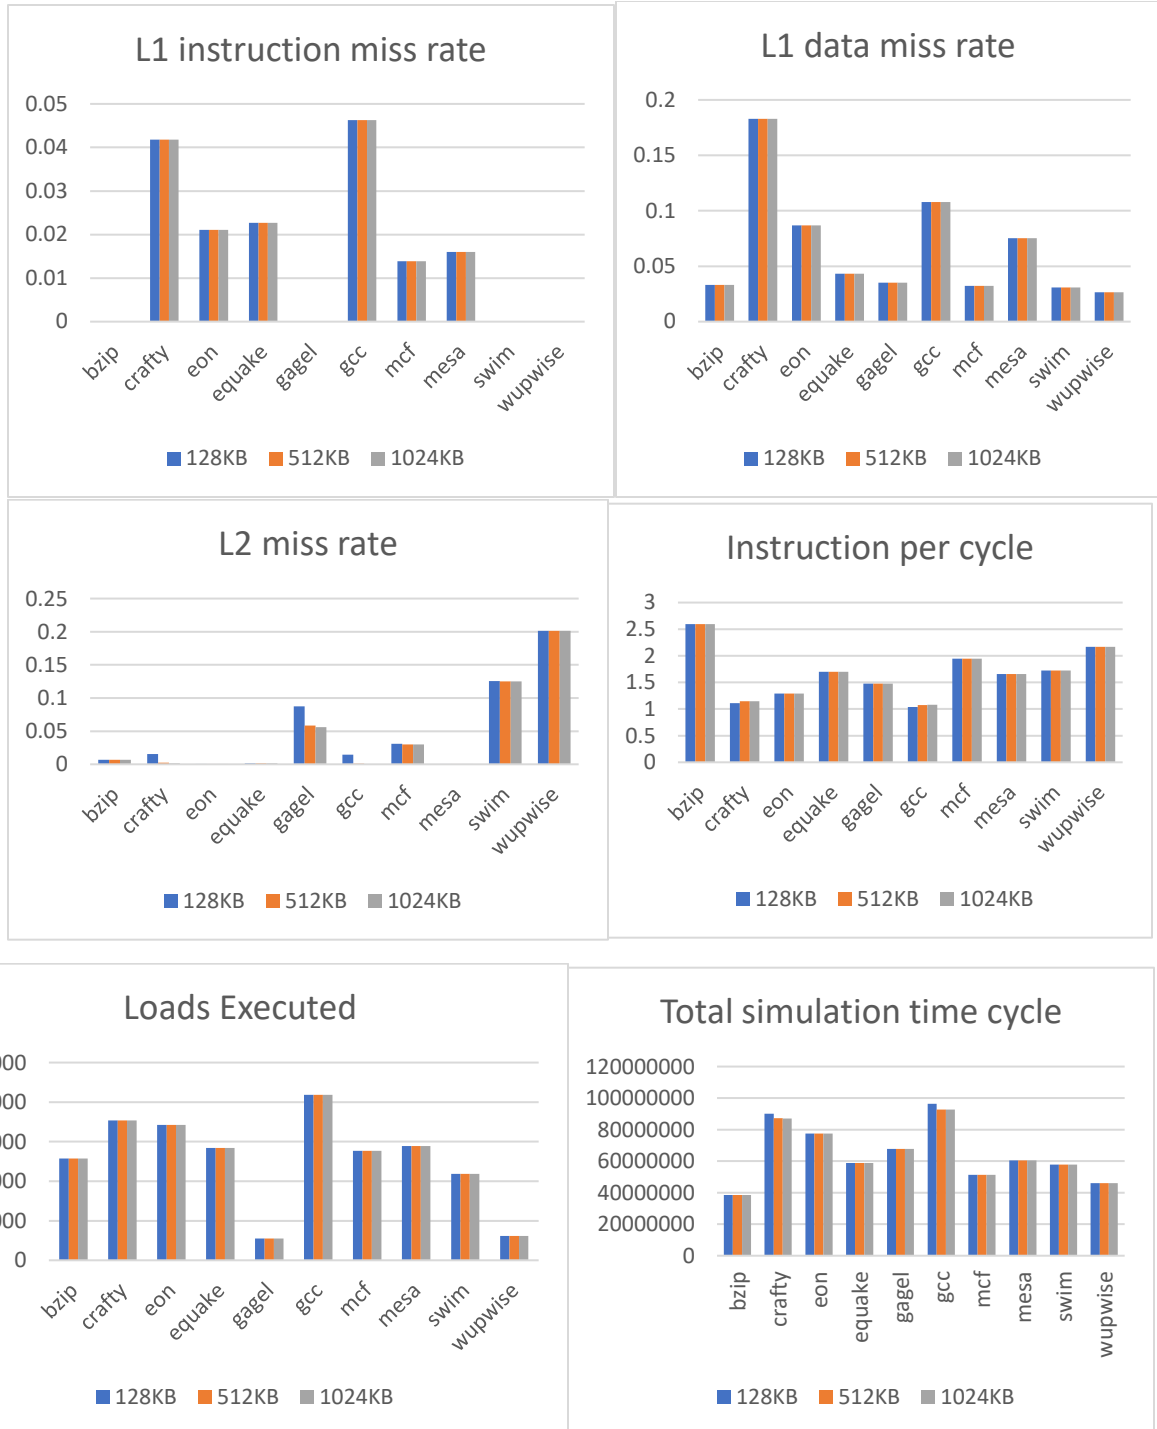 L1 instruction miss rate
0.05
0.04
0.03
0.02
0.01
0
bzip
crafty
eon
equake
gagel
gcc
mcf
mesa
swim
wupwise
128KB 512KB 1024KB
L1 data miss rate
0.2
0.15
0.1
0.05
0
bzip
crafty
eon
equake
gagel
gcc
mcf
mesa
swim
wupwise
128KB 512KB 1024KB
L2 miss rate
0.25
0.2
0.15
0.1
0.05
0
bzip
crafty
eon
equake
gagel
gcc
mcf
mesa
swim
wupwise
128KB 512KB 1024KB
Instruction per cycle
3
2.5
2
1.5
1
0.5
0
bzip
crafty
eon
equake
gagel
gcc
mcf
mesa
swim
wupwise
128KB 512KB 1024KB
Loads Executed
0
bzip
crafty
eon
equake
gagel
gcc
mcf
mesa
swim
wupwise
128KB 512KB 1024KB
Total simulation time cycle
120000000
100000000
80000000
60000000
40000000
20000000
0
bzip
crafty
eon
equake
gagel
gcc
mcf
mesa
swim
wupwise
128KB 512KB 1024KB